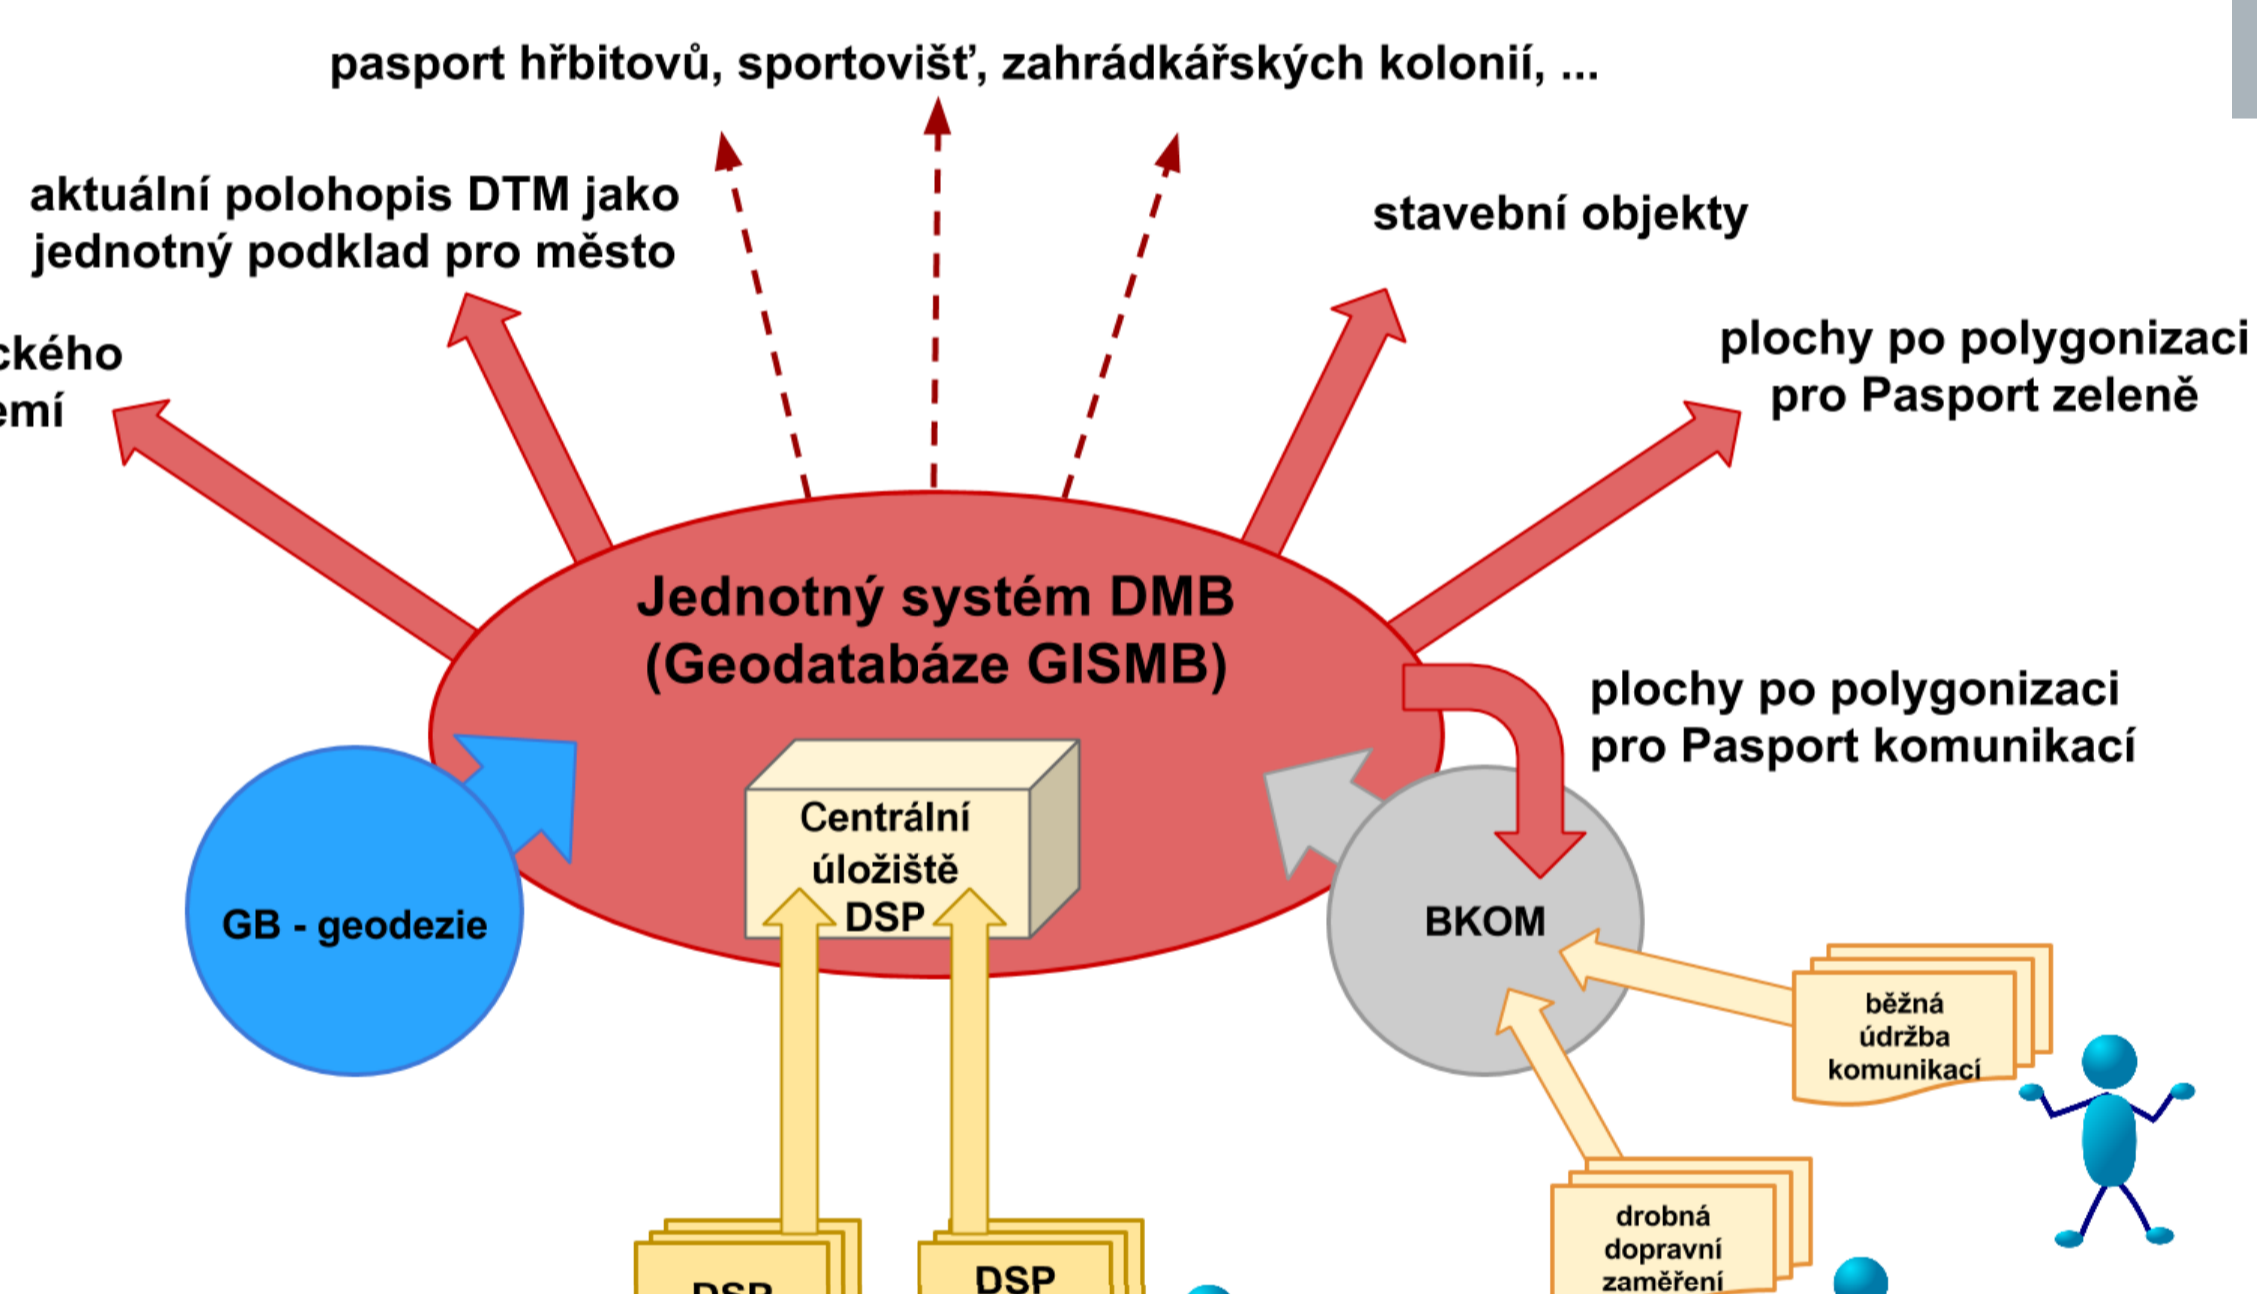 pasport hřbitovů, sportovišť, zahrádkářských kolonií, ...
aktuální polohopis DTM jako
jednotný podklad pro město
stavební objekty
plochy po polygonizaci
pro Pasport zeleně
Jednotný systém DMB
(Geodatabáze GISMB)
plochy po polygonizaci
pro Pasport komunikací
Centrální
úložiště
DSP
GB - geodezie
BKOM
běžná
údržba
komunikací
drobná
dopravní
zaměření
DSP
DSP